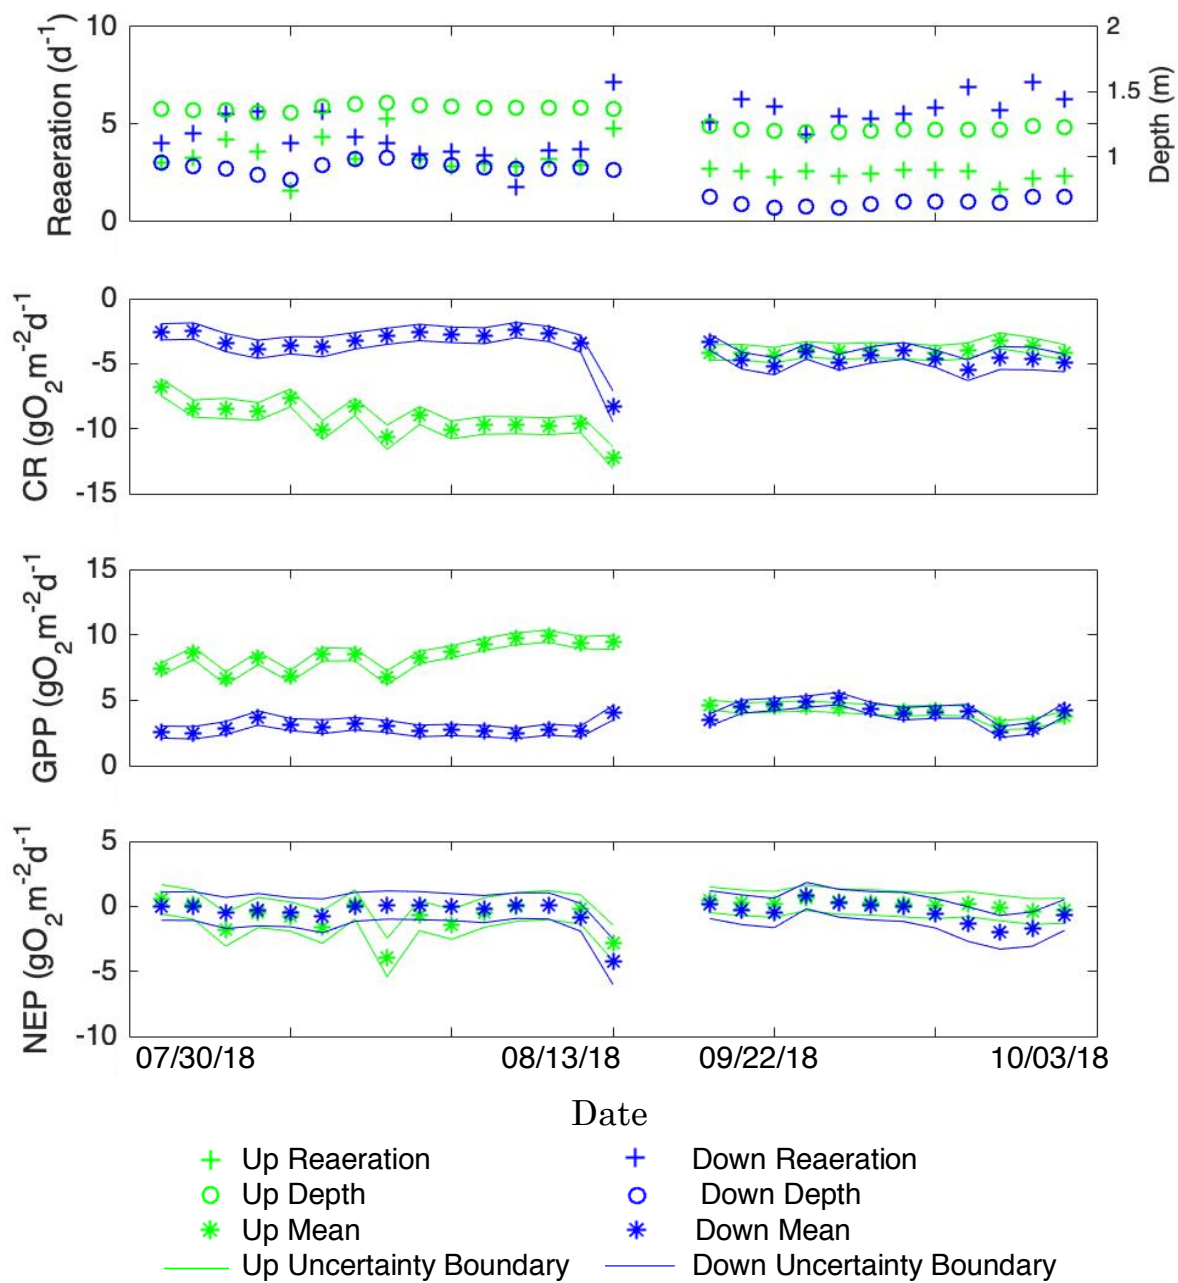 Reaeration (d⁻¹)
10
5
0
2
1.5
1
Depth (m)
CR (gO₂m⁻²d⁻¹
0
-5
-10
-15
GPP (gO₂m⁻²d⁻¹
15
10
5
0
NEP (gO₂m⁻²d⁻¹
5
0
-5
-10
07/30/18 08/13/18 09/22/18 10/03/18
Date
Up Reaeration Down Reaeration
Up Depth Down Depth
Up Mean Down Mean
Up Uncertainty Boundary Down Uncertainty Boundary